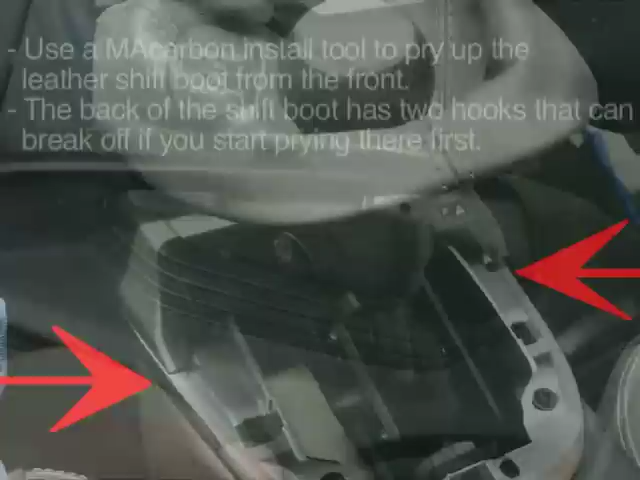 - Use a MAcarbon install tool to pry up the
leather shift boot from the front.
- The back of the shift boot has two hooks that can
break off if you start prying there first.